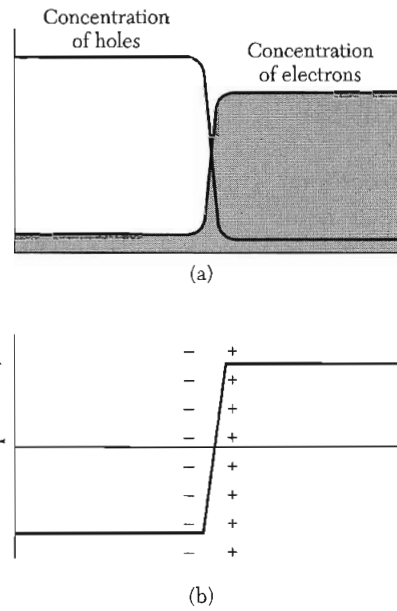 Concentration
of holes
Concentration
of electrons
(a)
− +
− +
− +
− +
− +
− +
− +
− +
(b)